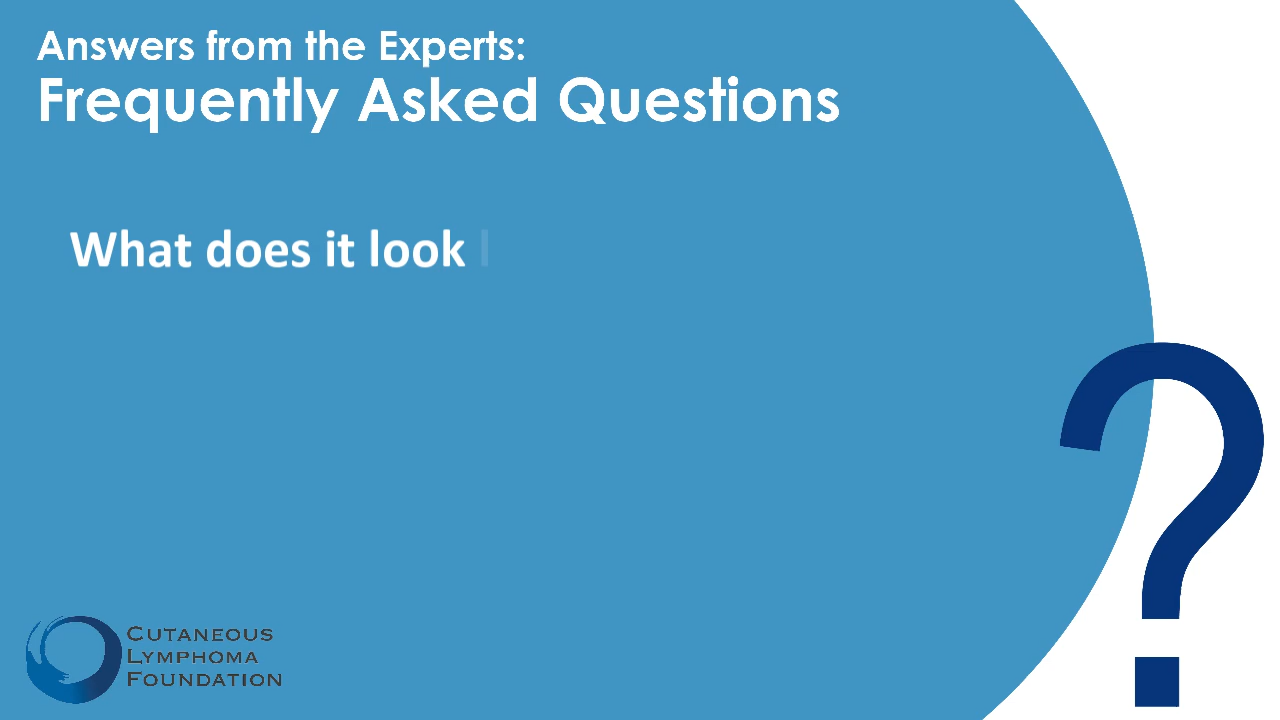 Answers from the Experts:
Frequently Asked Questions
What does it look l
?
CUTANEOUS
LYMPHOMA
FOUNDATION